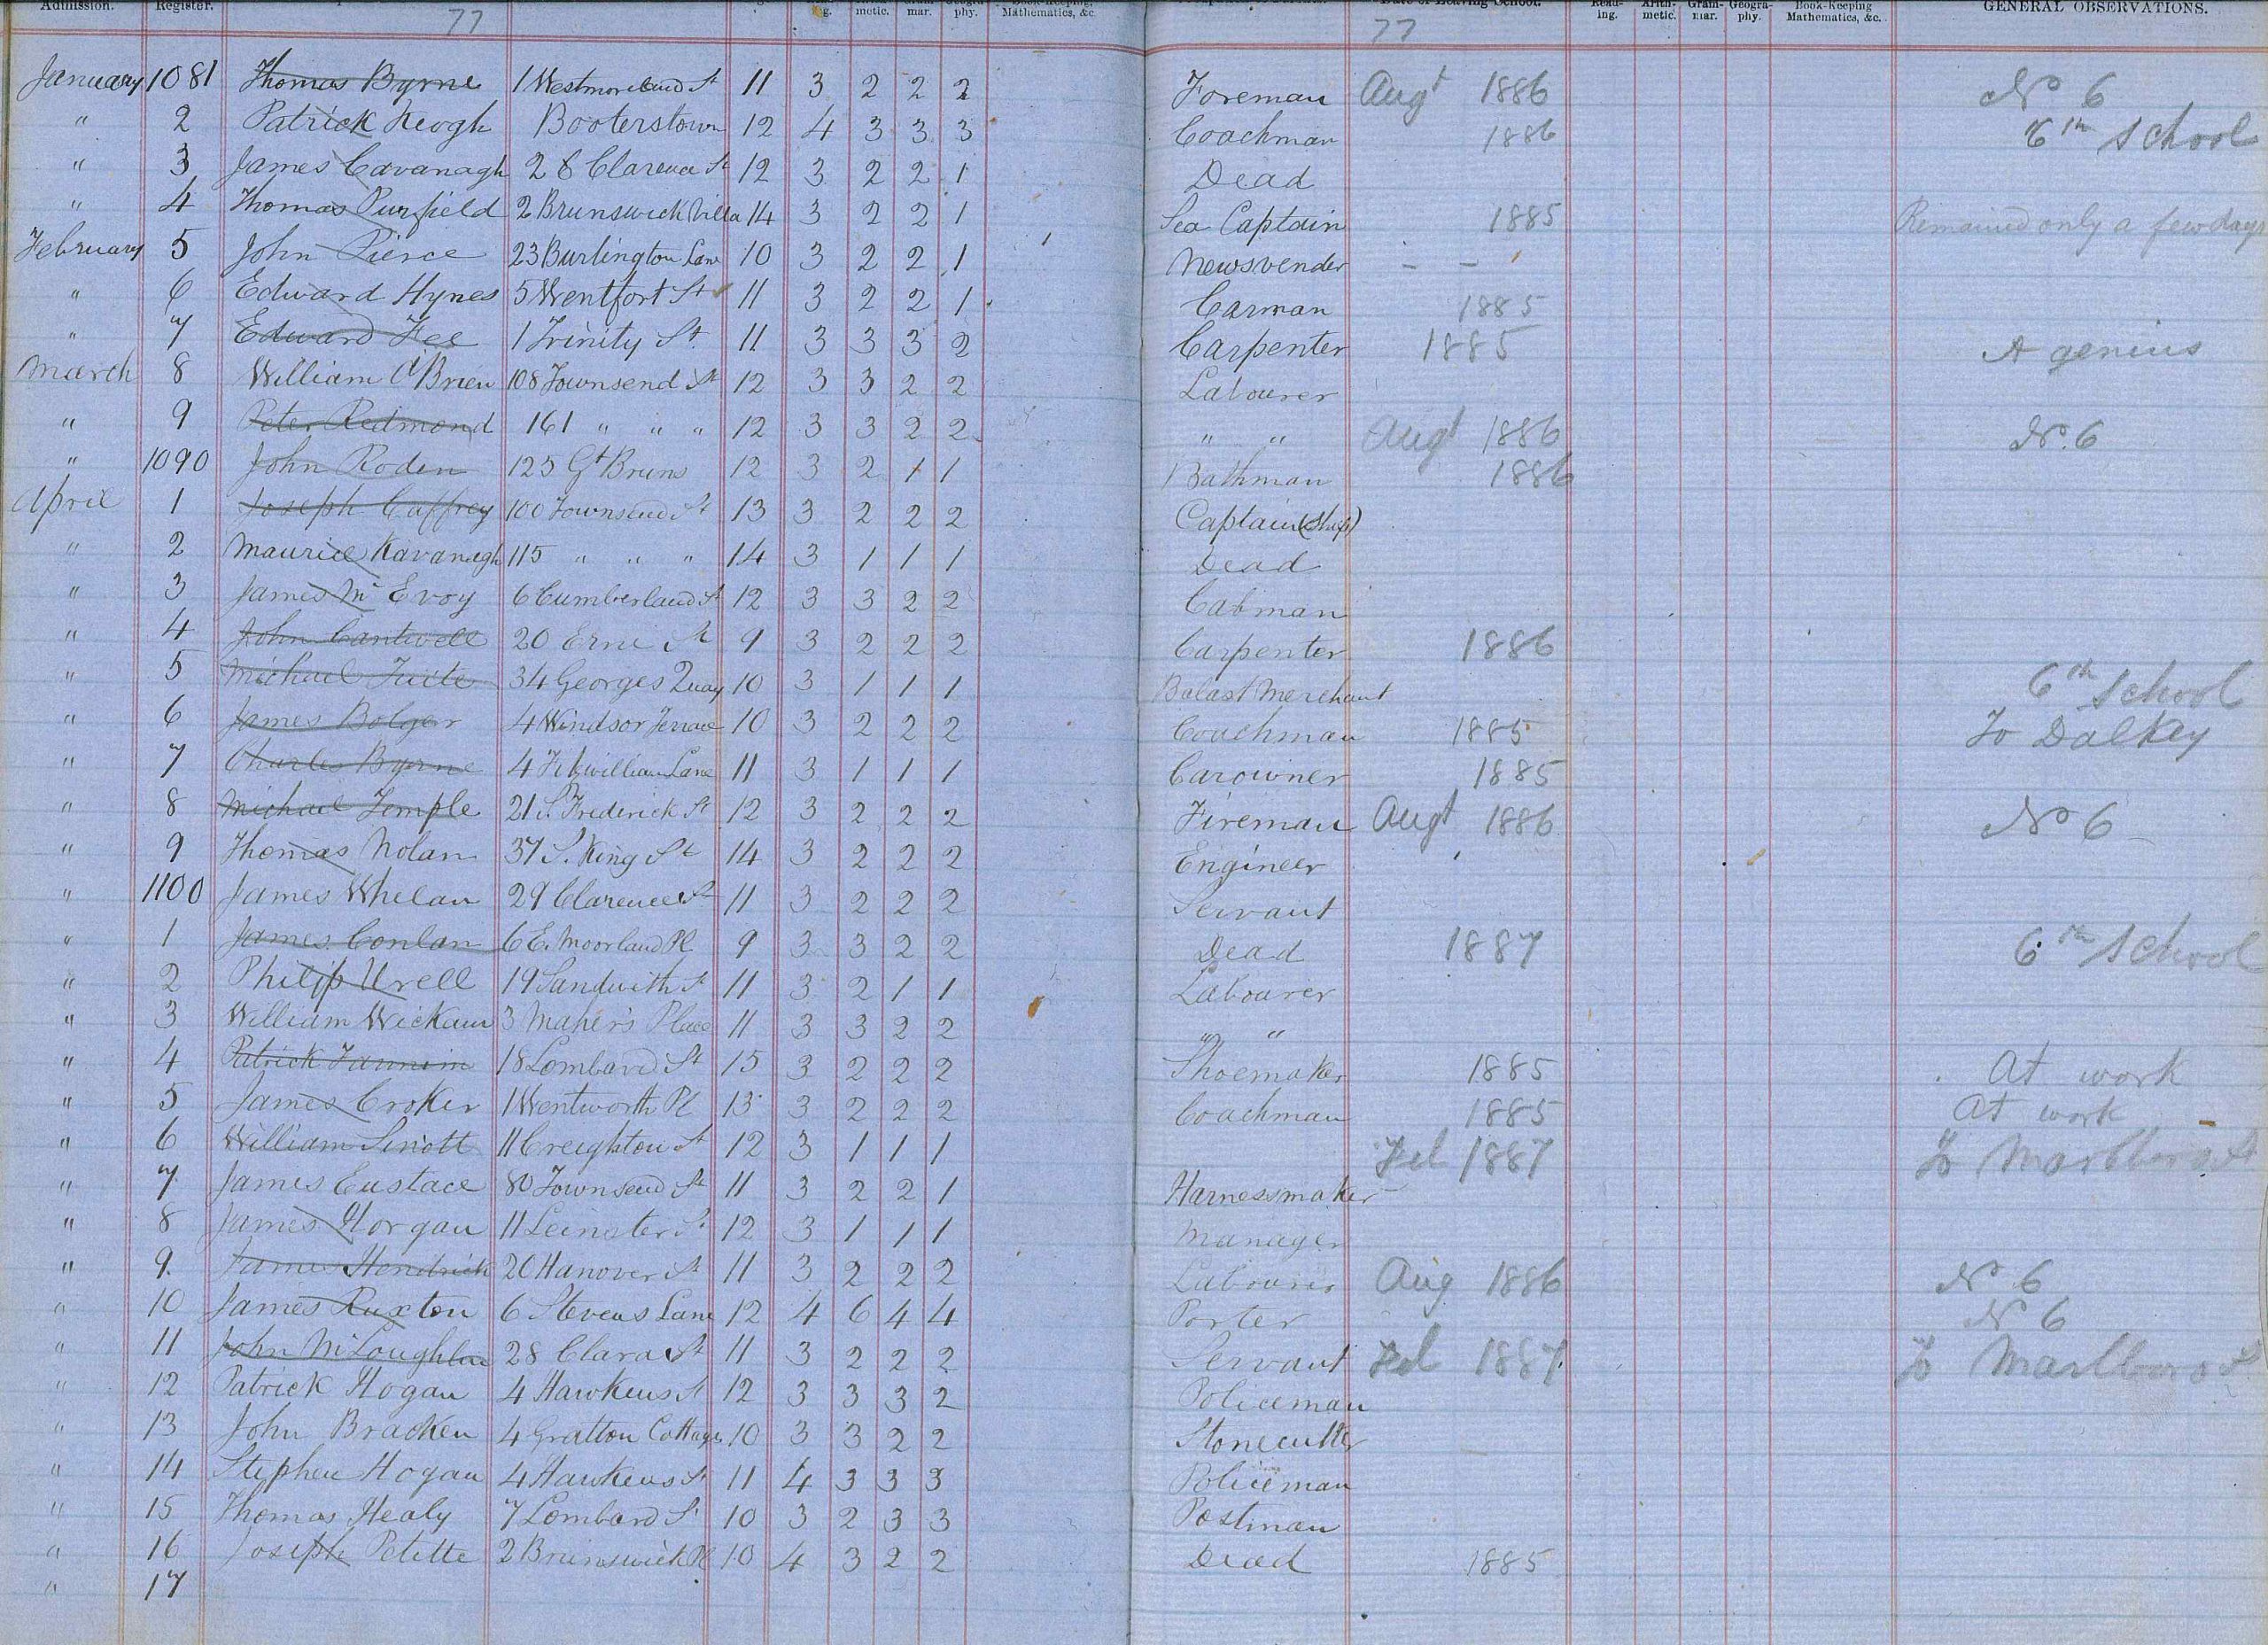 Admission. Register. metic. mar. phy. Mathematics, &c. Date of Leaving School. Read-ing. Arith-metic. Gram-mar. Geogra-phy. Book-Keeping Mathematics, &c. GENERAL OBSERVATIONS.
77 77
January 1081 Thomas Byrne 1 Westmoreland St 11 3 2 2 2 Foreman Augt 1886 No 6
" 2 Patrick Keogh Booterstown 12 4 3 3 3 Coachman 1886 6th School
" 3 James Cavanagh 28 Clarence St 12 3 2 2 1 Dead
" 4 Thomas Purfield 2 Brunswick Villa 14 3 2 2 1 Sea Captain 1885 Remained only a few days
February 5 John Pierce 23 Burlington Lane 10 3 2 2 1 Newsvender - -
" 6 Edward Hynes 5 Wentfort St 11 3 2 2 1 Carman 1885
" 7 Edward Fee 1 Trinity St. 11 3 3 3 2 Carpenter 1885 A genius
March 8 William O'Brien 108 Townsend St 12 3 3 2 2 Labourer
" 9 Peter Redmond 161 " " " 12 3 3 2 2 " " Augt 1886 No. 6
" 1090 John Roden 125 Gt Bruns 12 3 2 1 1 Bathman 1886
April 1 Joseph Caffrey 100 Townsend St 13 3 2 2 2 Captain (Ship)
" 2 Maurice Kavanagh 115 " " " 14 3 1 1 1 Dead
" 3 James McEvoy 6 Cumberland St 12 3 3 2 2 Cabman
" 4 John Cantwell 20 Erne St 9 3 2 2 2 Carpenter 1886
" 5 Michael Tuite 34 Georges Quay 10 3 1 1 1 Balast Merchant 6th School
" 6 James Bolger 4 Windsor Terrace 10 3 2 2 2 Coachman 1885 To Dalkey
" 7 Charles Byrne 4 Fitzwilliam Lane 11 3 1 1 1 Carowner 1885
" 8 Michael Temple 21 S. Frederick St 12 3 2 2 2 Fireman Augt 1886 No 6
" 9 Thomas Nolan 37 S. King St 14 3 2 2 2 Engineer
" 1100 James Whelan 29 Clarence St 11 3 2 2 2 Servant
" 1 James Conlan 6 E. Moorland Pl 9 3 3 2 2 Dead 1887 6th School
" 2 Philip Urell 19 Sandwith St 11 3 2 1 1 Labourer
" 3 William Wickam 3 Maher's Place 11 3 3 2 2 " "
" 4 Patrick Fannin 18 Lombard St 15 3 2 2 2 Shoemaker 1885 At work
" 5 James Croker 1 Wentworth Pl 13 3 2 2 2 Coachman 1885 At work
" 6 William Sinott 11 Creighton St 12 3 1 1 1 Feb 1887 To Marlboro St
" 7 James Eustace 80 Townsend St 11 3 2 2 1 Harnessmaker
" 8 James Horgan 11 Leinster St 12 3 1 1 1 Manager
" 9. James Hendrick 20 Hanover St 11 3 2 2 2 Labourer Aug 1886 No 6
" 10 James Ruxton 6 Stevens Lane 12 4 6 4 4 Porter No 6
" 11 John McLoughlin 28 Clara St 11 3 2 2 2 Servant Feb 1887. To Marlboro St
" 12 Patrick Hogan 4 Hawkens St 12 3 3 3 2 Policeman
" 13 John Bracken 4 Grattan Cottages 10 3 3 2 2 Stonecutter
" 14 Stephen Hogan 4 Hawkens St 11 4 3 3 3 Policeman
" 15 Thomas Healy 7 Lombard St 10 3 2 3 3 Postman
" 16 Joseph Petitte 2 Brunswick Pl 10 4 3 2 2 Dead 1885
" 17